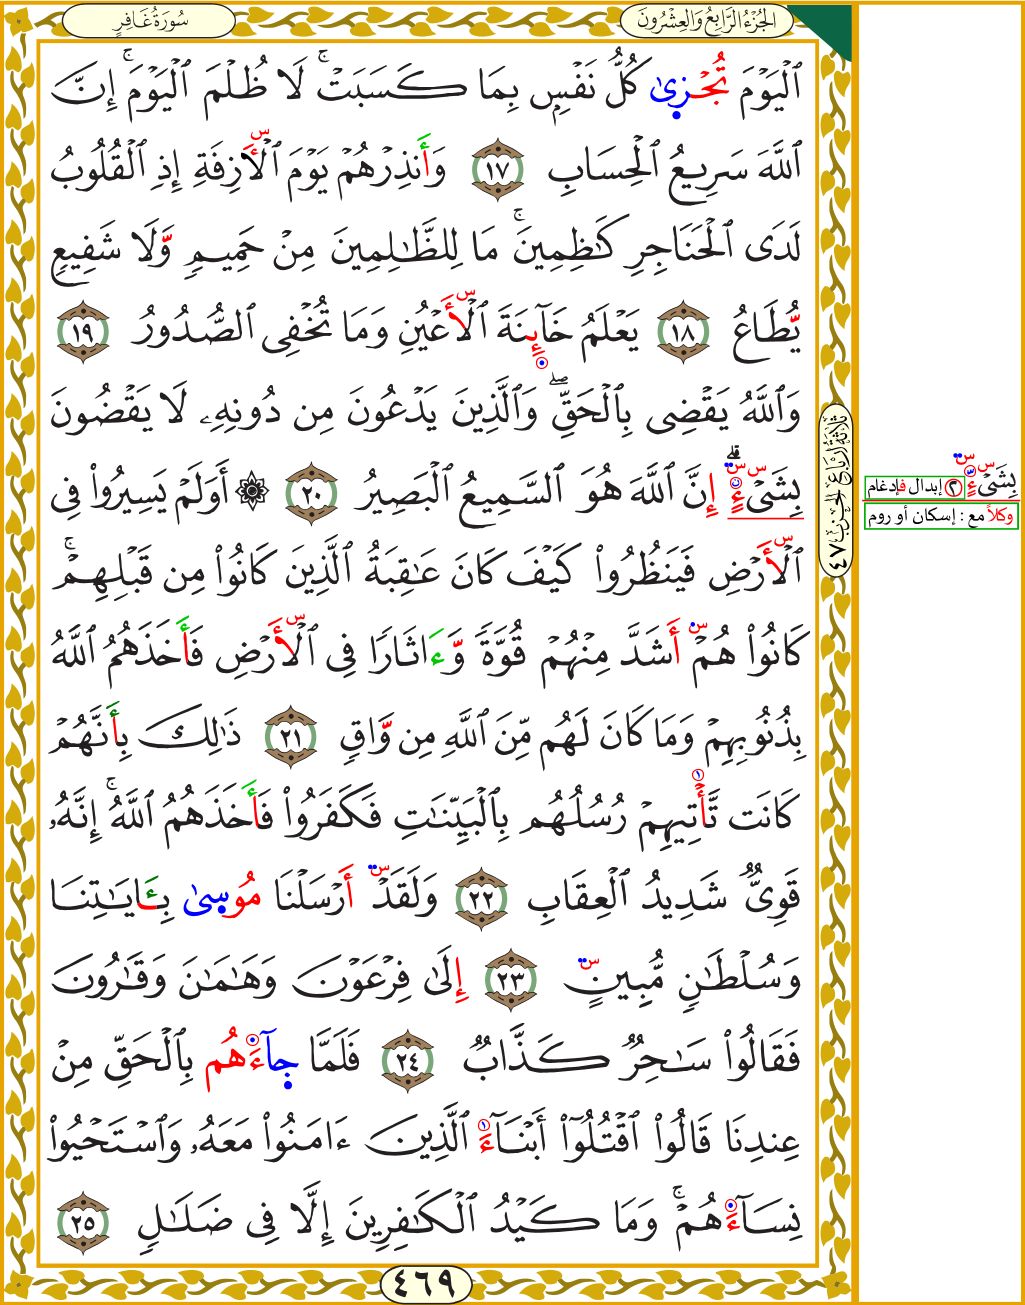 سُورَةُ غَافِرٍ
الجُزْءُ الرَّابِعُ وَالعِشْرُونَ
ٱلْيَوْمَ تُجْزِىٰ كُلُّ نَفْسٍۭ بِمَا كَسَبَتْ ۚ لَا ظُلْمَ ٱلْيَوْمَ ۚ إِنَّ
ٱللَّهَ سَرِيعُ ٱلْحِسَابِ ١٧ وَأَنذِرْهُمْ يَوْمَ ٱلْأَزِفَةِ إِذِ ٱلْقُلُوبُ
لَدَى ٱلْحَنَاجِرِ كَٰظِمِينَ ۚ مَا لِلظَّٰلِمِينَ مِنْ حَمِيمٍ وَّلَا شَفِيعٍ
يُّطَاعُ ١٨ يَعْلَمُ خَآئِنَةَ ٱلْأَعْيُنِ وَمَا تُخْفِى ٱلصُّدُورُ ١٩
وَٱللَّهُ يَقْضِى بِٱلْحَقِّ ۖ وَٱلَّذِينَ يَدْعُونَ مِن دُونِهِۦ لَا يَقْضُونَ
بِشَىْءٍ ۗ إِنَّ ٱللَّهَ هُوَ ٱلسَّمِيعُ ٱلْبَصِيرُ ٢٠ ۞ أَوَلَمْ يَسِيرُوا۟ فِى
ٱلْأَرْضِ فَيَنظُرُوا۟ كَيْفَ كَانَ عَٰقِبَةُ ٱلَّذِينَ كَانُوا۟ مِن قَبْلِهِمْ ۚ
كَانُوا۟ هُمْ أَشَدَّ مِنْهُمْ قُوَّةً وَّءَاثَارًا فِى ٱلْأَرْضِ فَأَخَذَهُمُ ٱللَّهُ
بِذُنُوبِهِمْ وَمَا كَانَ لَهُم مِّنَ ٱللَّهِ مِن وَّاقٍ ٢١ ذَٰلِكَ بِأَنَّهُمْ
كَانَت تَّأْتِيهِمْ رُسُلُهُم بِٱلْبَيِّنَٰتِ فَكَفَرُوا۟ فَأَخَذَهُمُ ٱللَّهُ ۚ إِنَّهُۥ
قَوِىٌّ شَدِيدُ ٱلْعِقَابِ ٢٢ وَلَقَدْ أَرْسَلْنَا مُوسِىٰ بِـَٔايَٰتِنَا
وَسُلْطَٰنٍ مُّبِينٍ ٢٣ إِلَىٰ فِرْعَوْنَ وَهَٰمَٰنَ وَقَٰرُونَ
فَقَالُوا۟ سَٰحِرٌ كَذَّابٌ ٢٤ فَلَمَّا جِآءَهُم بِٱلْحَقِّ مِنْ
عِندِنَا قَالُوا۟ ٱقْتُلُوٓا۟ أَبْنَآءَ ٱلَّذِينَ ءَامَنُوا۟ مَعَهُۥ وَٱسْتَحْيُوا۟
نِسَآءَهُمْ ۚ وَمَا كَيْدُ ٱلْكَٰفِرِينَ إِلَّا فِى ضَلَٰلٍ ٢٥
٤٦٩
ثَلَاثَةُ أَرْبَاعِ الحِزْبِ ٤٧
بِشَىْءٍ
٢ إبدال فإدغام
وكلاً مع : إسكان أو روم